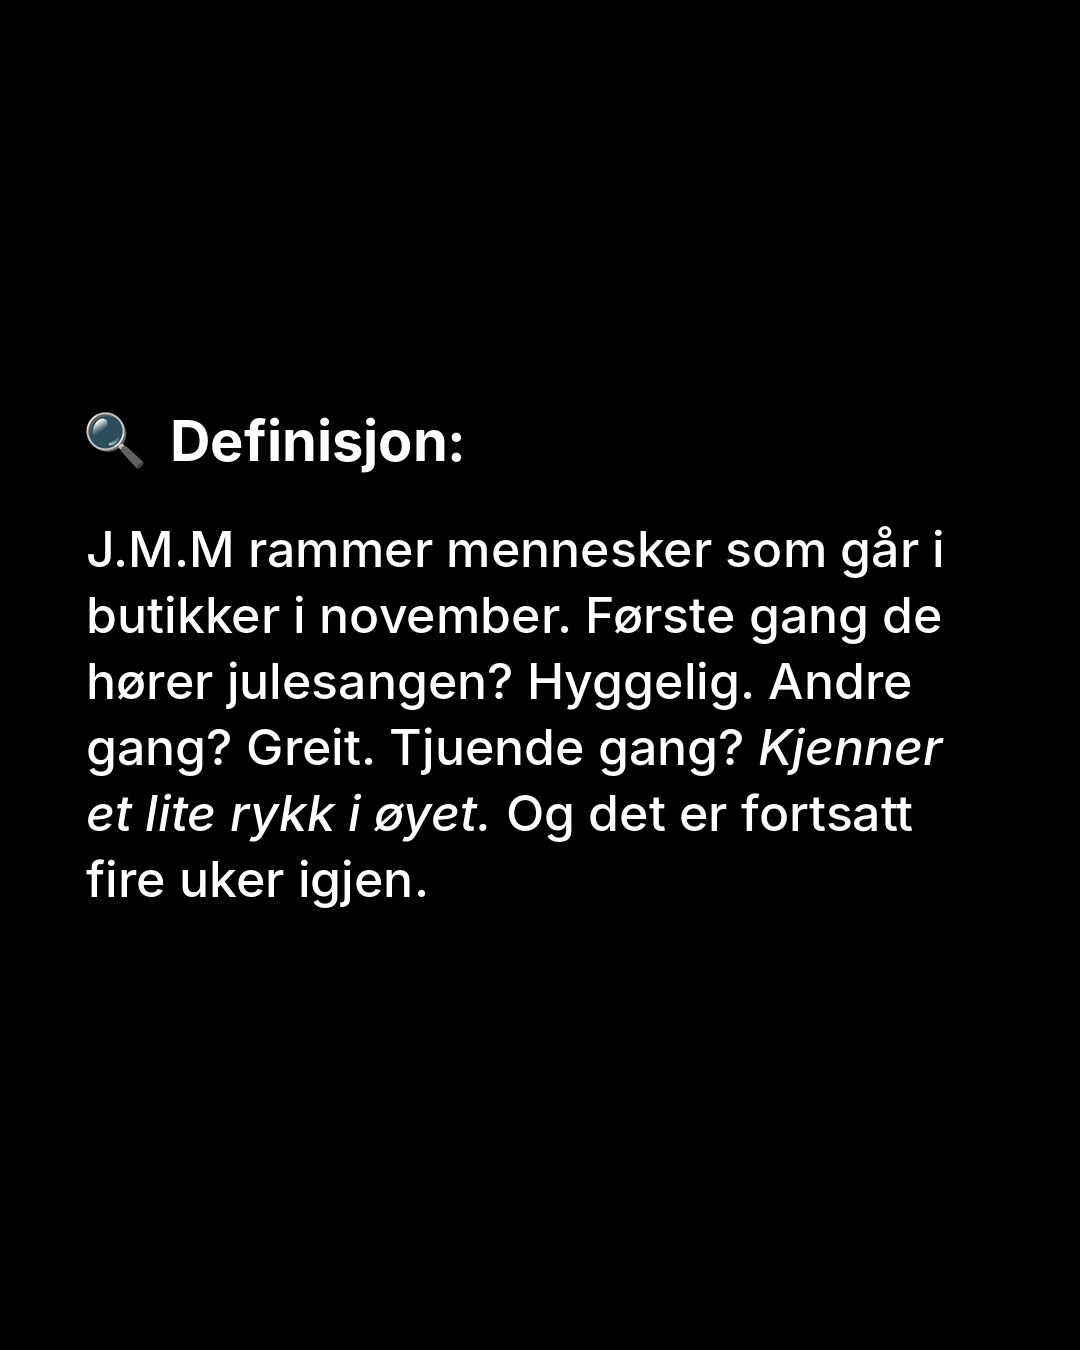 🔍 Definisjon:
J.M.M rammer mennesker som går i
butikker i november. Første gang de
hører julesangen? Hyggelig. Andre
gang? Greit. Tjuende gang? Kjenner
et lite rykk i øyet. Og det er fortsatt
fire uker igjen.